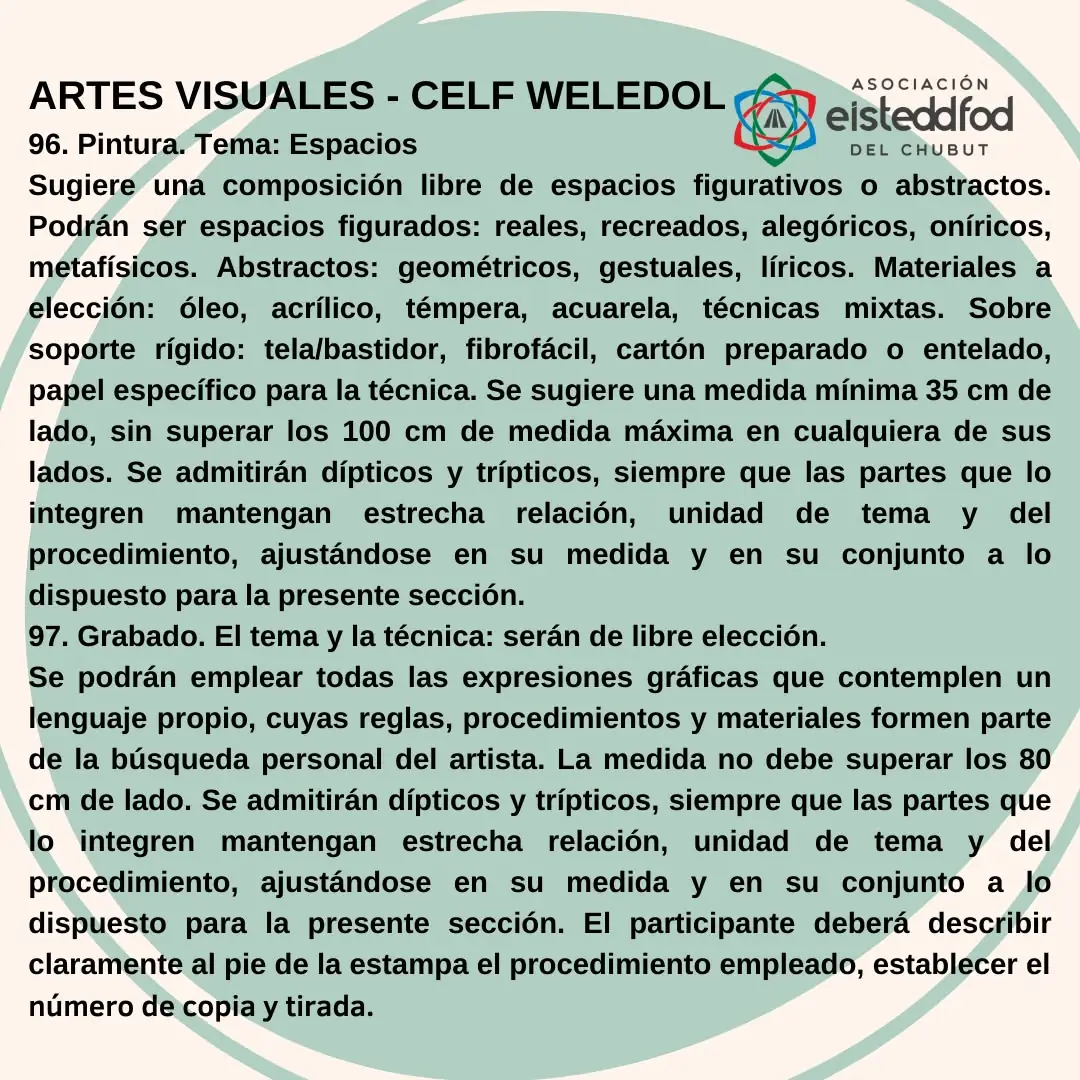 ARTES VISUALES - CELF WELEDOL
ASOCIACIÓN
eisteddfod
DEL CHUBUT
96. Pintura. Tema: Espacios
Sugiere una composición libre de espacios figurativos o abstractos.
Podrán ser espacios figurados: reales, recreados, alegóricos, oníricos,
metafísicos. Abstractos: geométricos, gestuales, líricos. Materiales a
elección: óleo, acrílico, témpera, acuarela, técnicas mixtas. Sobre
soporte rígido: tela/bastidor, fibrofácil, cartón preparado o entelado,
papel específico para la técnica. Se sugiere una medida mínima 35 cm de
lado, sin superar los 100 cm de medida máxima en cualquiera de sus
lados. Se admitirán dípticos y trípticos, siempre que las partes que lo
integren mantengan estrecha relación, unidad de tema y del
procedimiento, ajustándose en su medida y en su conjunto a lo
dispuesto para la presente sección.
97. Grabado. El tema y la técnica: serán de libre elección.
Se podrán emplear todas las expresiones gráficas que contemplen un
lenguaje propio, cuyas reglas, procedimientos y materiales formen parte
de la búsqueda personal del artista. La medida no debe superar los 80
cm de lado. Se admitirán dípticos y trípticos, siempre que las partes que
lo integren mantengan estrecha relación, unidad de tema y del
procedimiento, ajustándose en su medida y en su conjunto a lo
dispuesto para la presente sección. El participante deberá describir
claramente al pie de la estampa el procedimiento empleado, establecer el
número de copia y tirada.